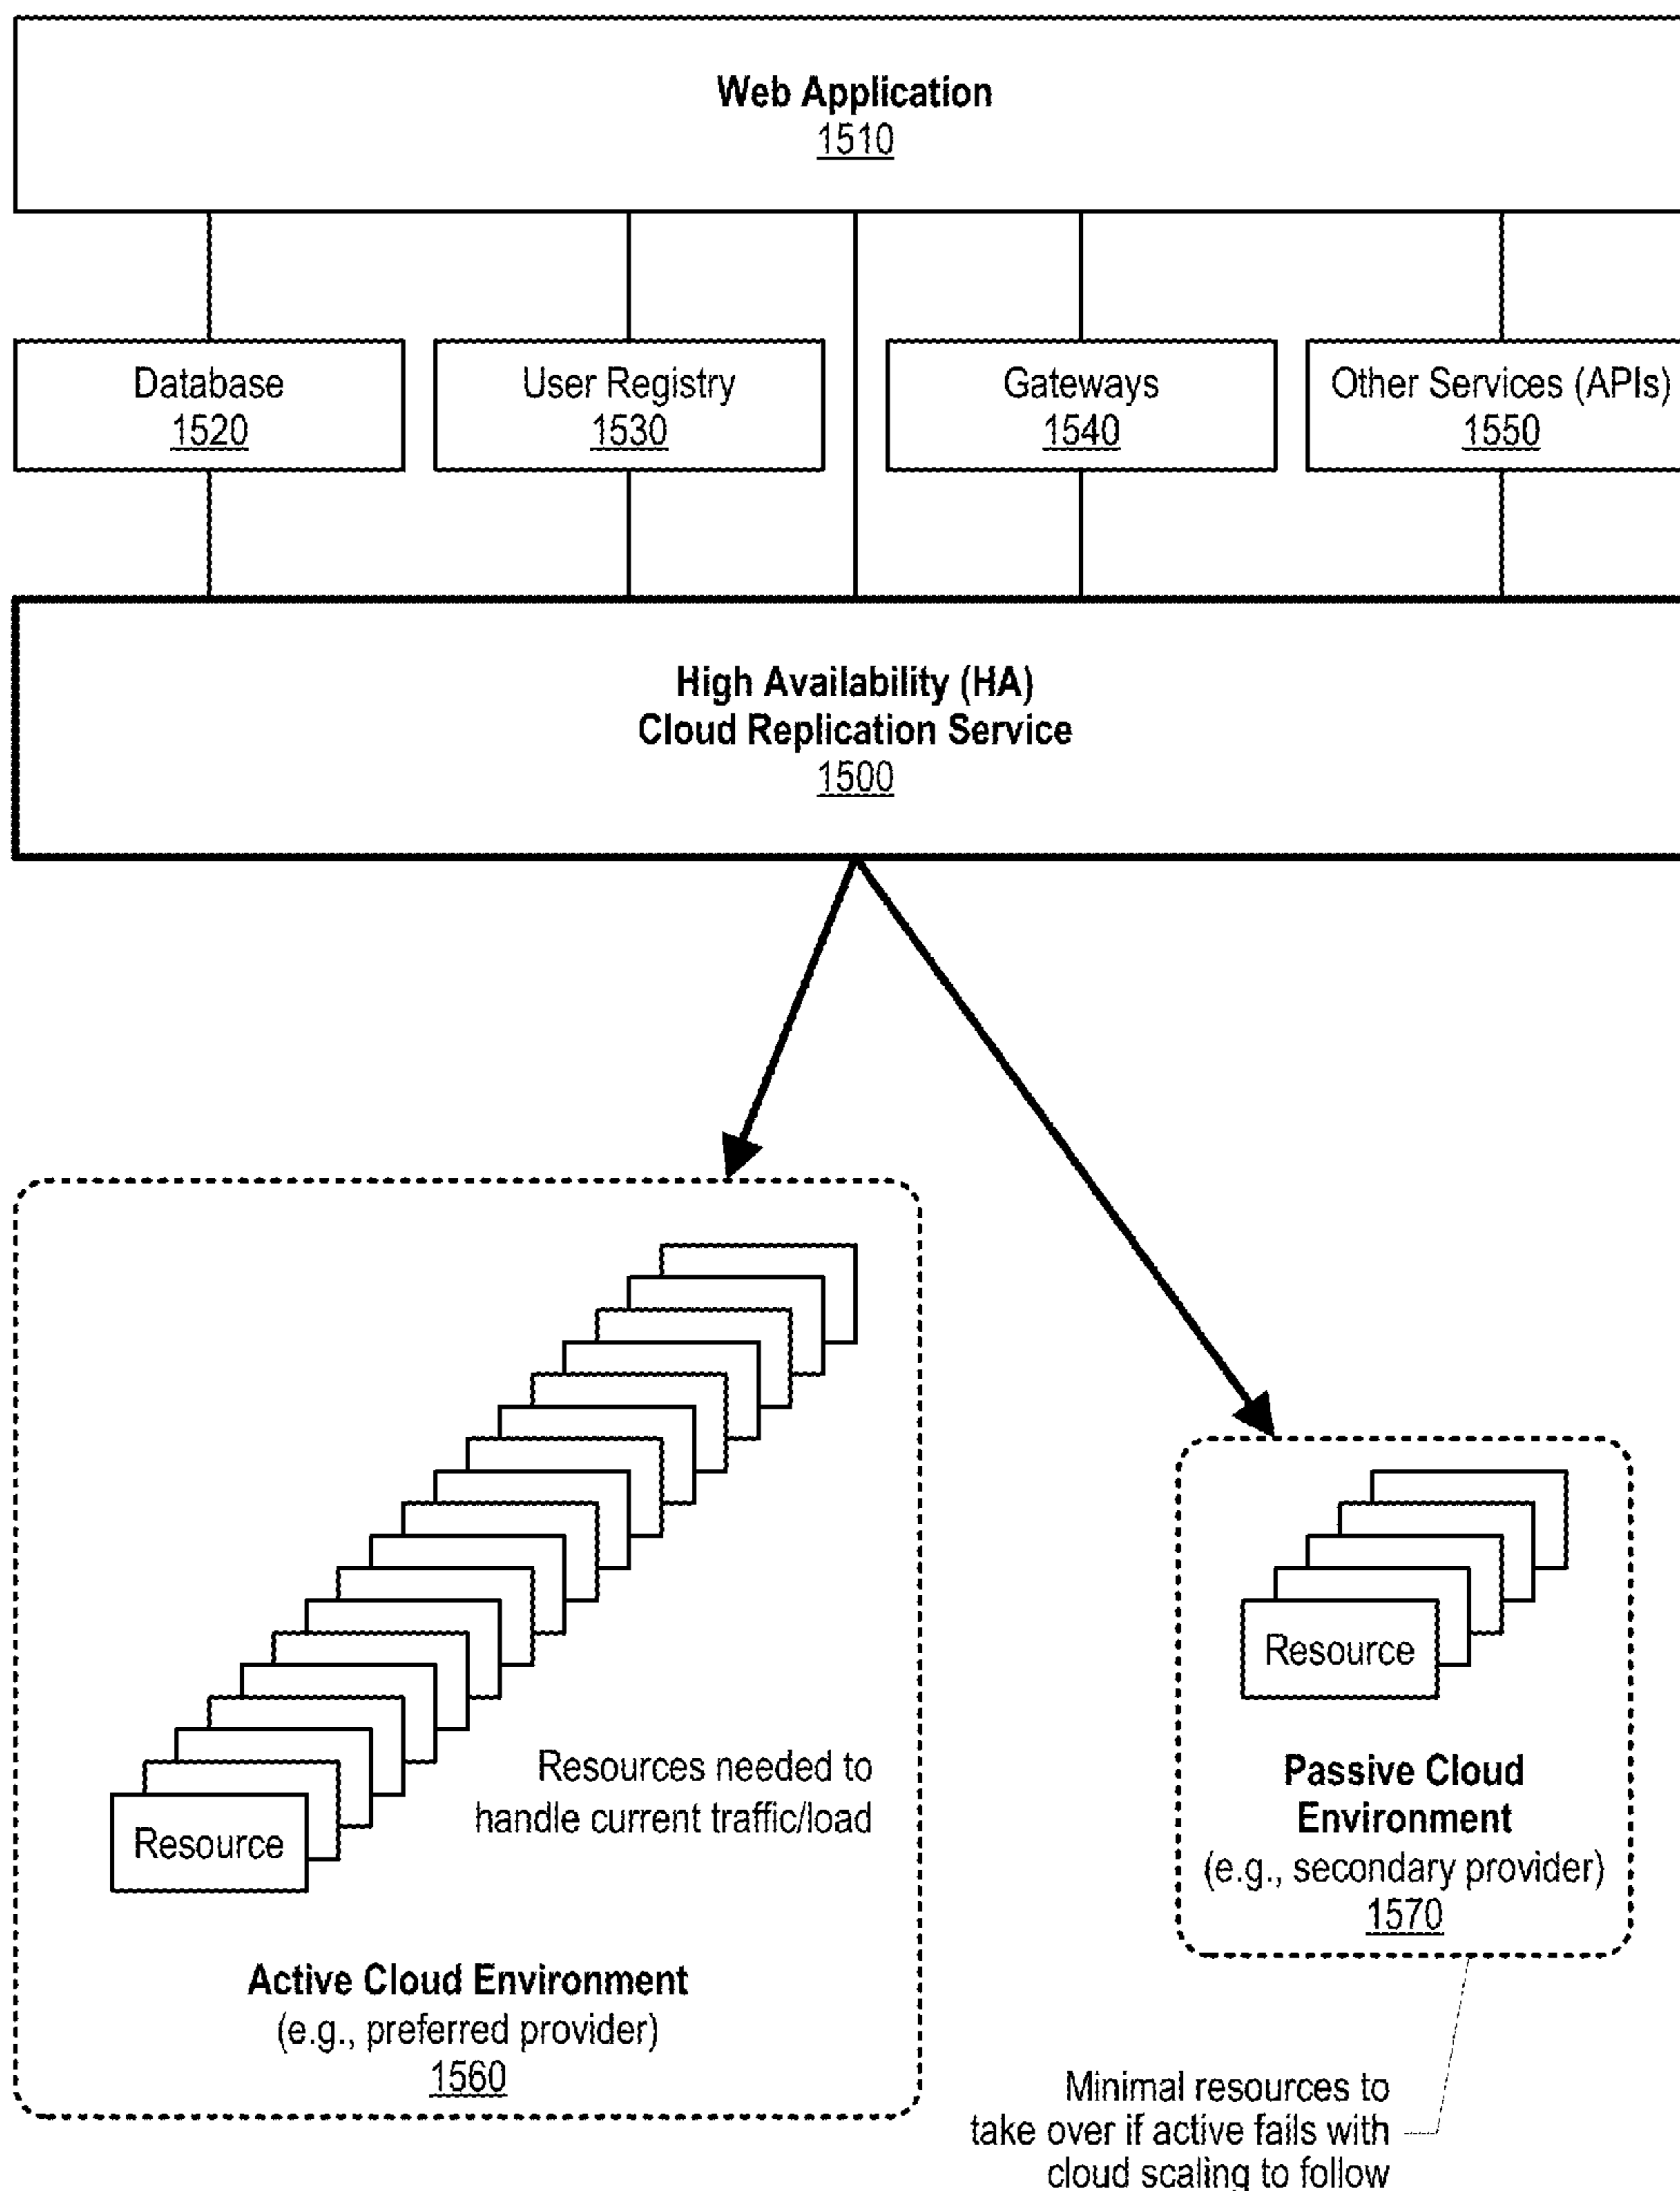 Web Application
1510
Database
1520
User Registry
1530
Gateways
1540
Other Services (APIs)
1550
High Availability (HA)
Cloud Replication Service
1500
Resource
Resources needed to
handle current traffic/load
Active Cloud Environment
(e.g., preferred provider)
1560
Resource
Passive Cloud
Environment
(e.g., secondary provider)
1570
Minimal resources to
take over if active fails with
cloud scaling to follow